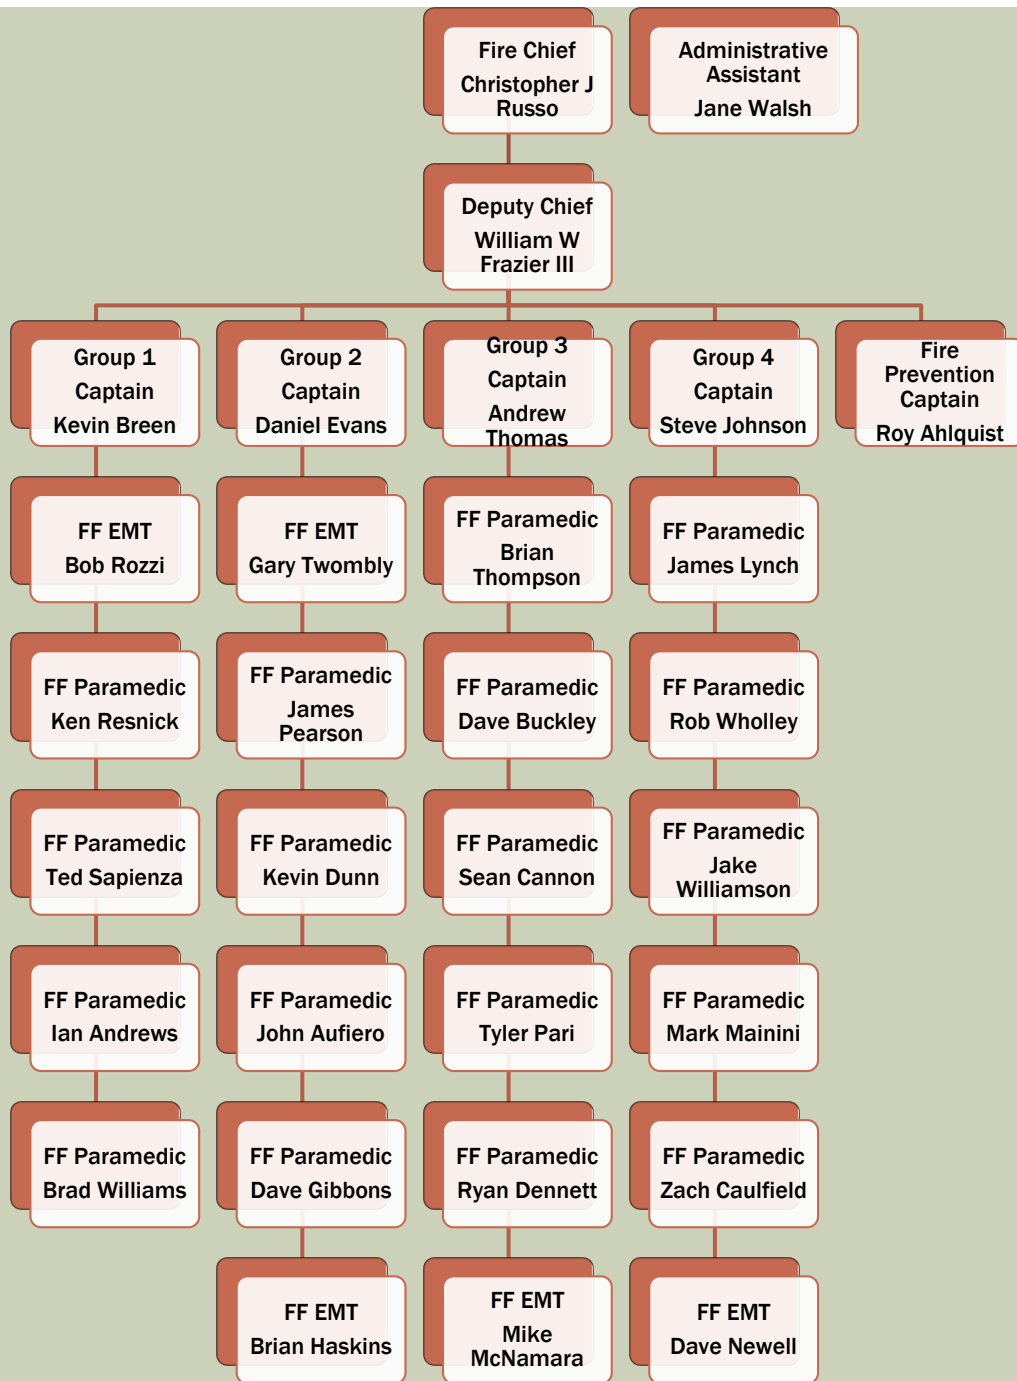 Fire Chief
Christopher J
Russo
Administrative
Assistant
Jane Walsh
Deputy Chief
William W
Frazier III
Group 1
Captain
Kevin Breen
Group 2
Captain
Daniel Evans
Group 3
Captain
Andrew
Thomas
Group 4
Captain
Steve Johnson
Fire
Prevention
Captain
Roy Ahlquist
FF EMT
Bob Rozzi
FF EMT
Gary Twombly
FF Paramedic
Brian
Thompson
FF Paramedic
James Lynch
FF Paramedic
Ken Resnick
FF Paramedic
James
Pearson
FF Paramedic
Dave Buckley
FF Paramedic
Rob Wholley
FF Paramedic
Ted Sapienza
FF Paramedic
Kevin Dunn
FF Paramedic
Sean Cannon
FF Paramedic
Jake
Williamson
FF Paramedic
Ian Andrews
FF Paramedic
John Aufiero
FF Paramedic
Tyler Pari
FF Paramedic
Mark Mainini
FF Paramedic
Brad Williams
FF Paramedic
Dave Gibbons
FF Paramedic
Ryan Dennett
FF Paramedic
Zach Caulfield
FF EMT
Brian Haskins
FF EMT
Mike
McNamara
FF EMT
Dave Newell